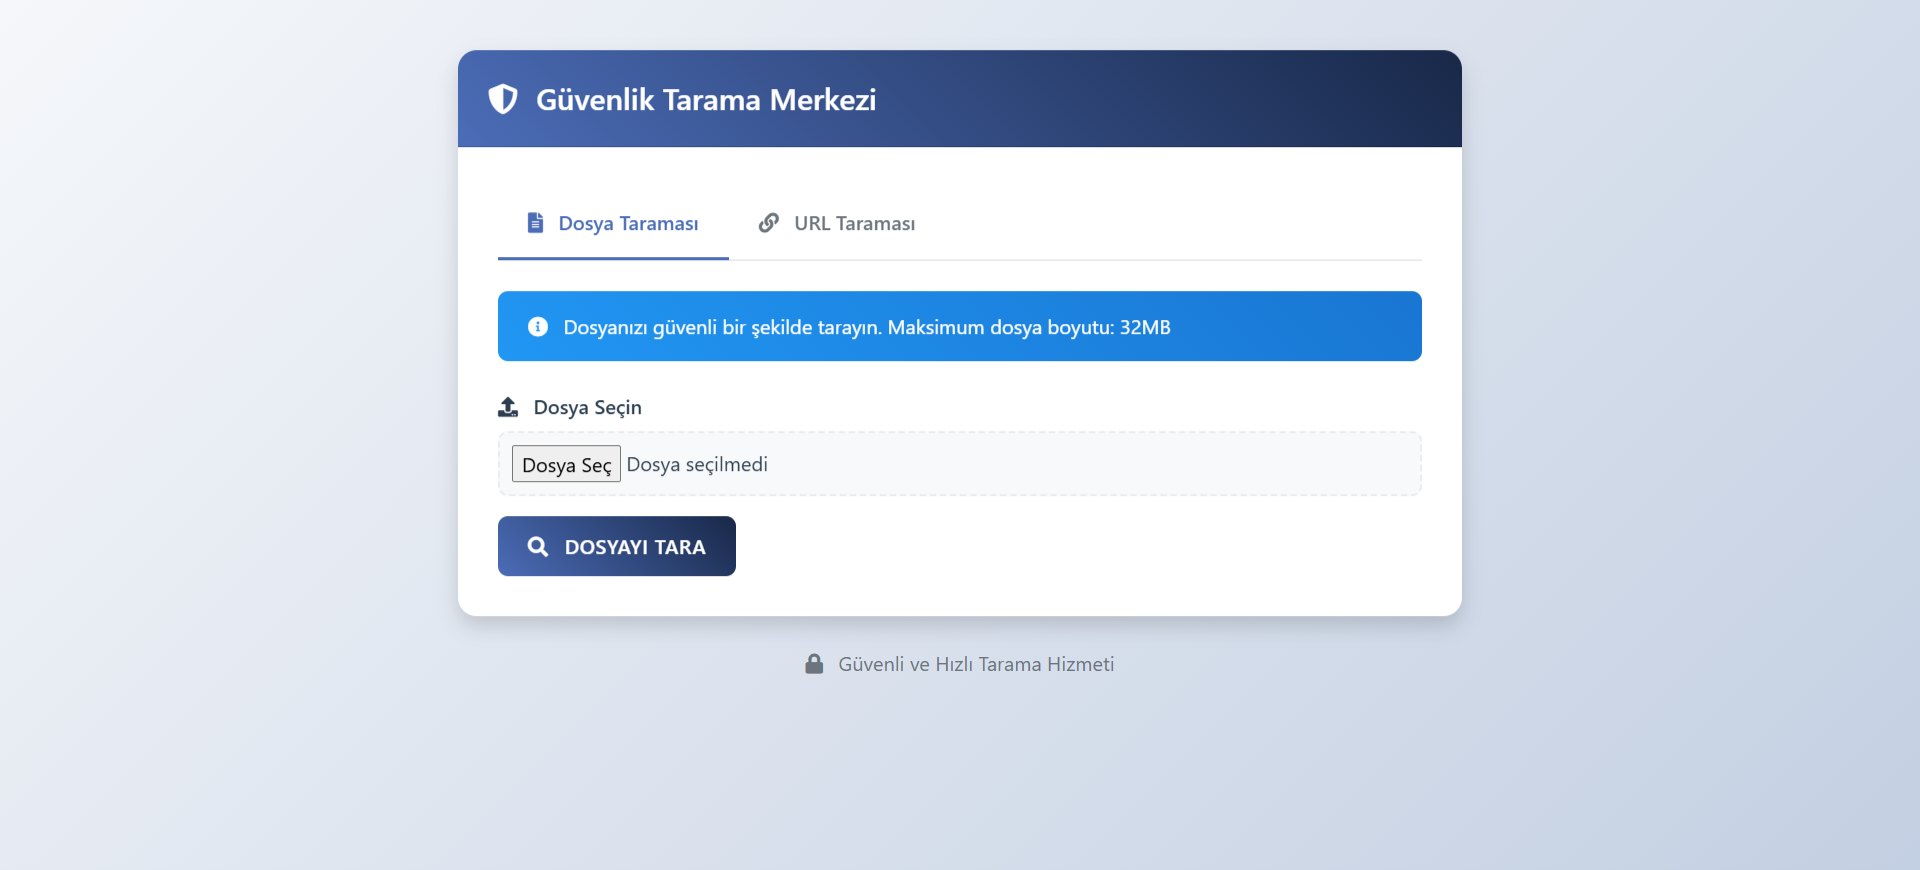 Güvenlik Tarama Merkezi
Dosya Taraması
URL Taraması
Dosyanızı güvenli bir şekilde tarayın. Maksimum dosya boyutu: 32MB
Dosya Seçin
Dosya Seç Dosya seçilmedi
DOSYAYI TARA
Güvenli ve Hızlı Tarama Hizmeti